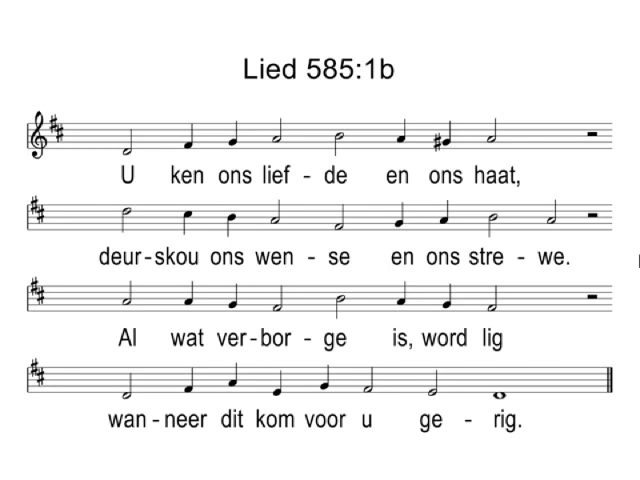 Lied 585:1b
U ken ons lief - de en ons haat,
deur - skou ons wen - se en ons stre - we.
Al wat ver - bor - ge is, word lig
wan - neer dit kom voor u ge - rig.